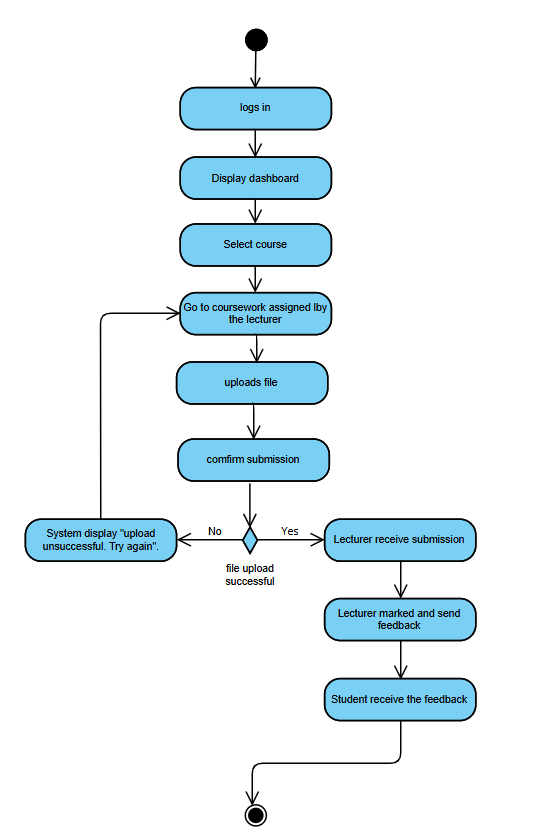 logs in
Display dashboard
Select course
Go to coursework assigned lby
the lecturer
uploads file
comfirm submission
No
Yes
System display "upload
unsuccessful. Try again".
Lecturer receive submission
file upload
successful
Lecturer marked and send
feedback
Student receive the feedback